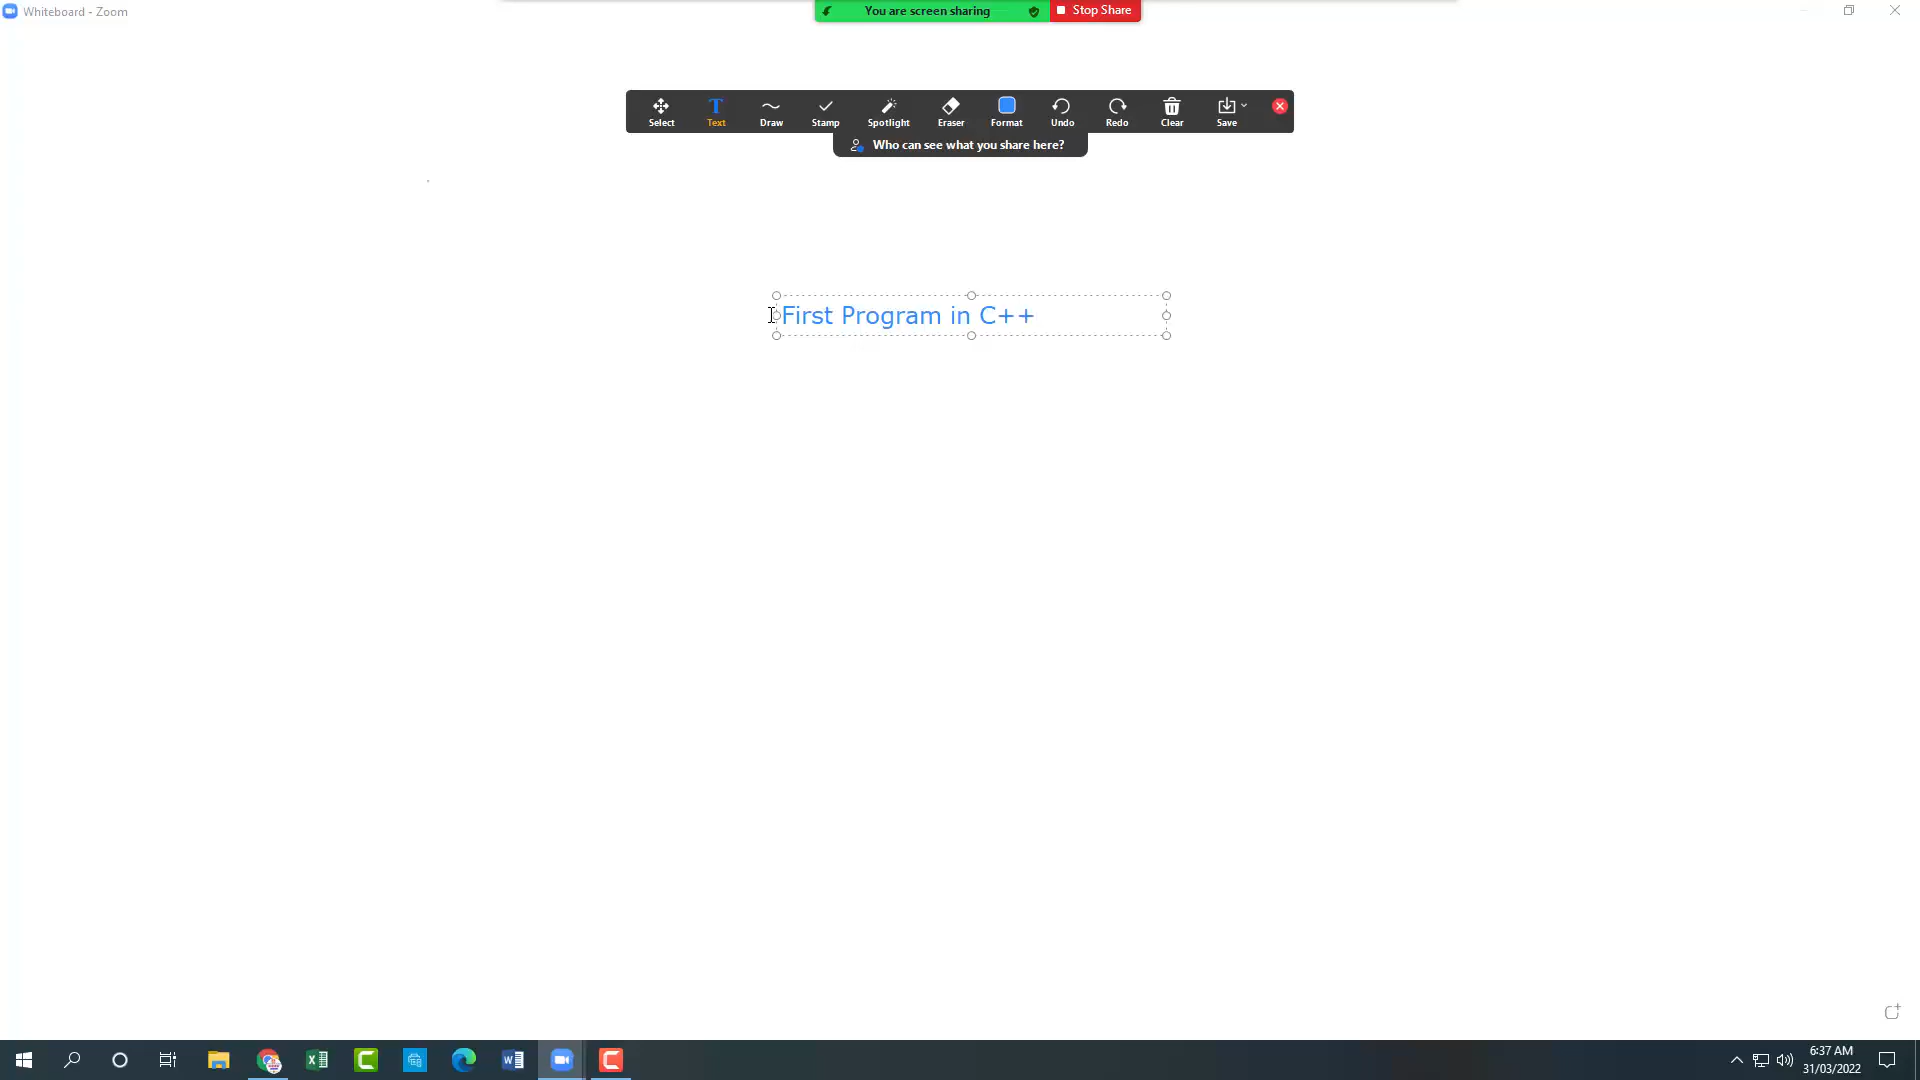 Whiteboard - Zoom
You are screen sharing
Stop Share
Select
Text
Draw
Stamp
Spotlight
Eraser
Format
Undo
Redo
Clear
Save
Who can see what you share here?
First Program in C++
6:37 AM
31/03/2022